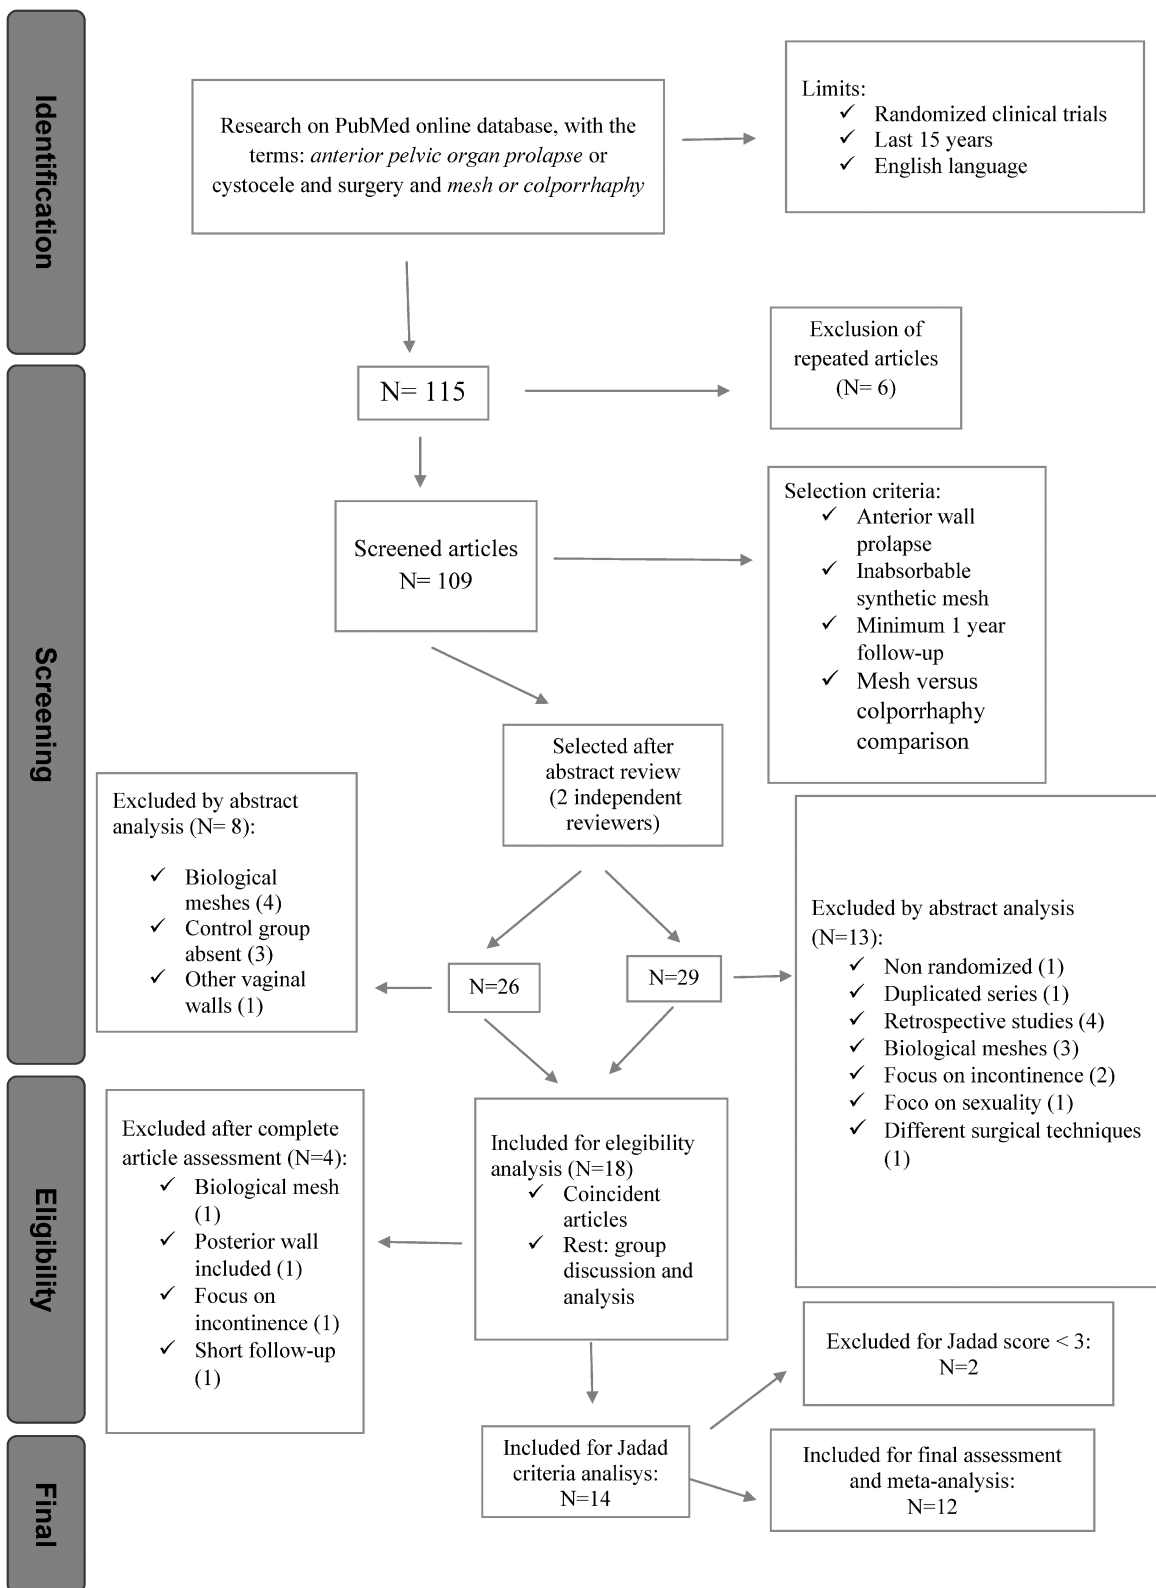 Identification
Research on PubMed online database, with the
terms: anterior pelvic organ prolapse or
cystocele and surgery and mesh or colporrhaphy
Limits:
✓ Randomized clinical trials
✓ Last 15 years
✓ English language
N= 115
Exclusion of
repeated articles
(N= 6)
Screening
Screened articles
N= 109
Selection criteria:
✓ Anterior wall
prolapse
✓ Inabsorbable
synthetic mesh
✓ Minimum 1 year
follow-up
✓ Mesh versus
colporrhaphy
comparison
Selected after
abstract review
(2 independent
reviewers)
Excluded by abstract
analysis (N= 8):
✓ Biological
meshes (4)
✓ Control group
absent (3)
✓ Other vaginal
walls (1)
N=26
N=29
Excluded by abstract analysis
(N=13):
✓ Non randomized (1)
✓ Duplicated series (1)
✓ Retrospective studies (4)
✓ Biological meshes (3)
✓ Focus on incontinence (2)
✓ Foco on sexuality (1)
✓ Different surgical techniques
(1)
Eligibility
Excluded after complete
article assessment (N=4):
✓ Biological mesh
(1)
✓ Posterior wall
included (1)
✓ Focus on
incontinence (1)
✓ Short follow-up
(1)
Included for elegibility
analysis (N=18)
✓ Coincident
articles
✓ Rest: group
discussion and
analysis
Excluded for Jadad score < 3:
N=2
Final
Included for Jadad
criteria analisys:
N=14
Included for final assessment
and meta-analysis:
N=12